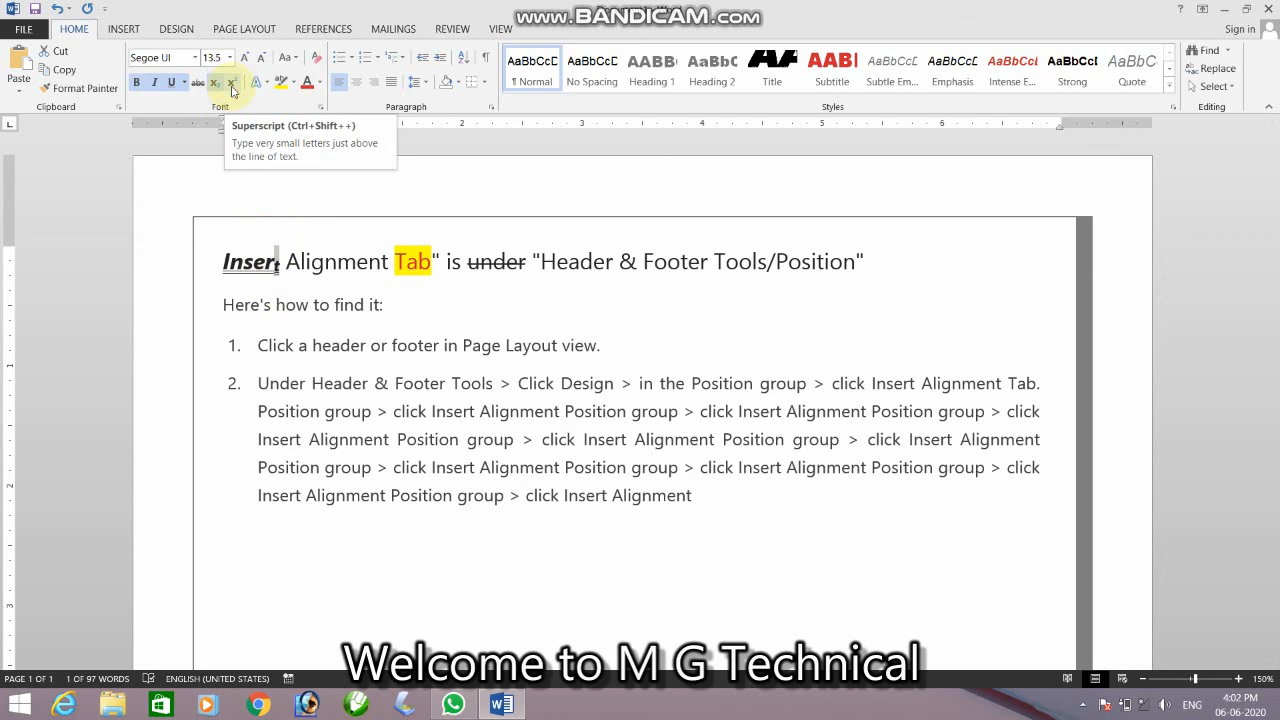 www.BANDICAM.com
Sign in
FILE HOME INSERT DESIGN PAGE LAYOUT REFERENCES MAILINGS REVIEW VIEW
Paste
Cut
Copy
Format Painter
Clipboard
Segoe UI 13.5
Font
Paragraph
AaBbCcDc AaBbCcDc AABBC AABBC AAA AABI AaBbCcDc AaBbCcDc AaBbCcDc AaBbCcDc AaBbCcDc
¶ Normal No Spacing Heading 1 Heading 2 Title Subtitle Subtle Em... Emphasis Intense E... Strong Quote
Styles
Find
Replace
Select
Editing
Superscript (Ctrl+Shift++)
Type very small letters just above
the line of text.
Insert Alignment Tab" is under "Header & Footer Tools/Position"
Here's how to find it:
1. Click a header or footer in Page Layout view.
2. Under Header & Footer Tools > Click Design > in the Position group > click Insert Alignment Tab.
Position group > click Insert Alignment Position group > click Insert Alignment Position group > click
Insert Alignment Position group > click Insert Alignment Position group > click Insert Alignment
Position group > click Insert Alignment Position group > click Insert Alignment Position group > click
Insert Alignment Position group > click Insert Alignment
Welcome to M G Technical
PAGE 1 OF 1 1 OF 97 WORDS ENGLISH (UNITED STATES) 150%
ENG 4:02 PM
06-06-2020